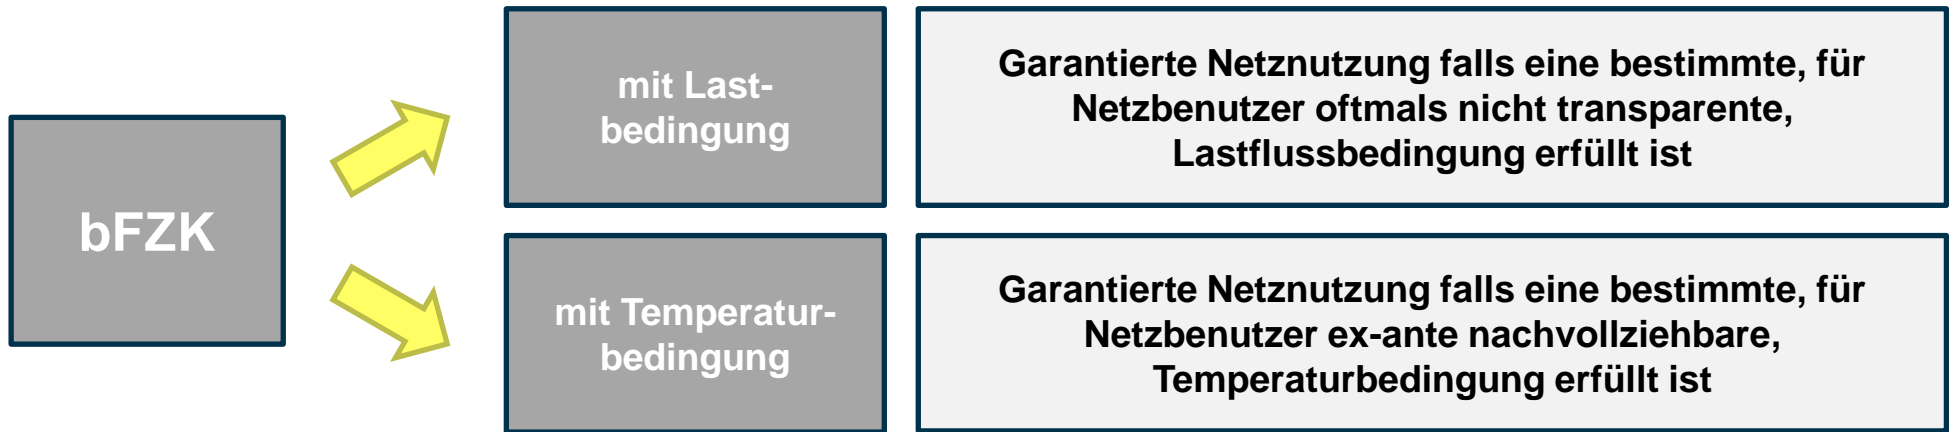 bFZK
mit Last-
bedingung
Garantierte Netznutzung falls eine bestimmte, für
Netzbenutzer oftmals nicht transparente,
Lastflussbedingung erfüllt ist
mit Temperatur-
bedingung
Garantierte Netznutzung falls eine bestimmte, für
Netzbenutzer ex-ante nachvollziehbare,
Temperaturbedingung erfüllt ist